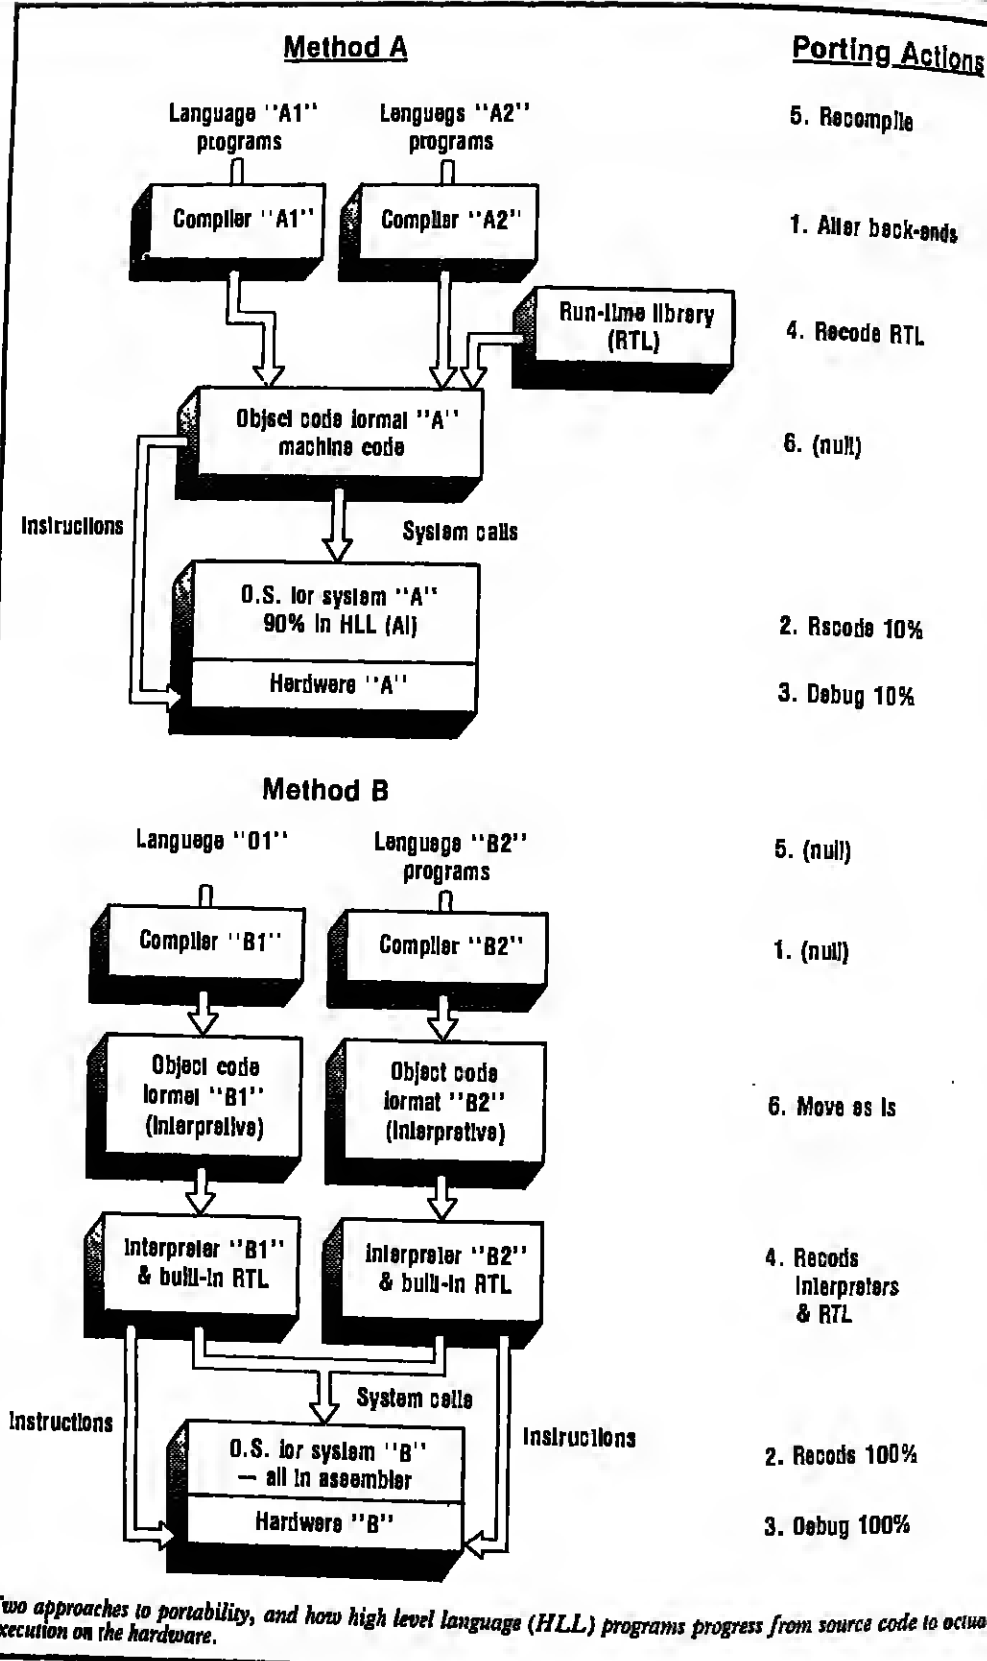 Method A
Porting Actions
Language "A1" programs
Lenguegs "A2" programs
5. Recompile
Compiler "A1"
Compiler "A2"
1. Alter back-ends
Run-time library (RTL)
4. Recode RTL
Object code format "A" machine code
6. (null)
Instructions
System calls
O.S. for system "A"
90% in HLL (AI)
2. Recode 10%
Hardware "A"
3. Debug 10%
Method B
Language "01"
Language "B2" programs
5. (null)
Compiler "B1"
Compiler "B2"
1. (null)
Object code format "B1" (Interpretive)
Object code format "B2" (Interpretive)
6. Move as is
Interpreter "B1" & built-in RTL
Interpreter "B2" & built-in RTL
4. Recode Interpreters & RTL
System calls
Instructions
Instructions
O.S. for system "B"
— all in assembler
2. Recode 100%
Hardware "B"
3. Debug 100%
Two approaches to portability, and how high level language (HLL) programs progress from source code to actua
xecution on the hardware.